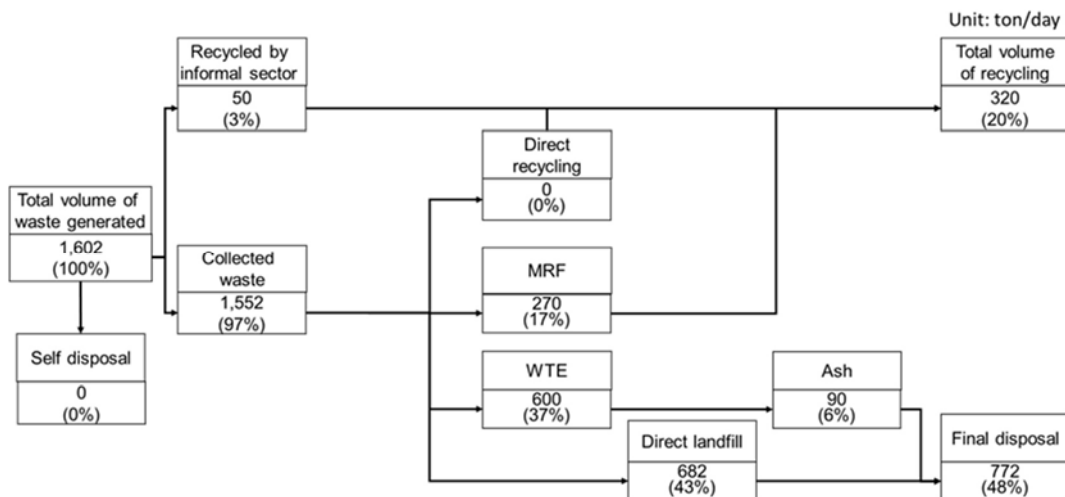 Unit: ton/day
Recycled by
informal sector
50
(3%)
Total volume
of recycling
320
(20%)
Direct
recycling
0
(0%)
Total volume of
waste generated
1,602
(100%)
Collected
waste
1,552
(97%)
MRF
270
(17%)
Self disposal
0
(0%)
WTE
600
(37%)
Ash
90
(6%)
Direct landfill
682
(43%)
Final disposal
772
(48%)